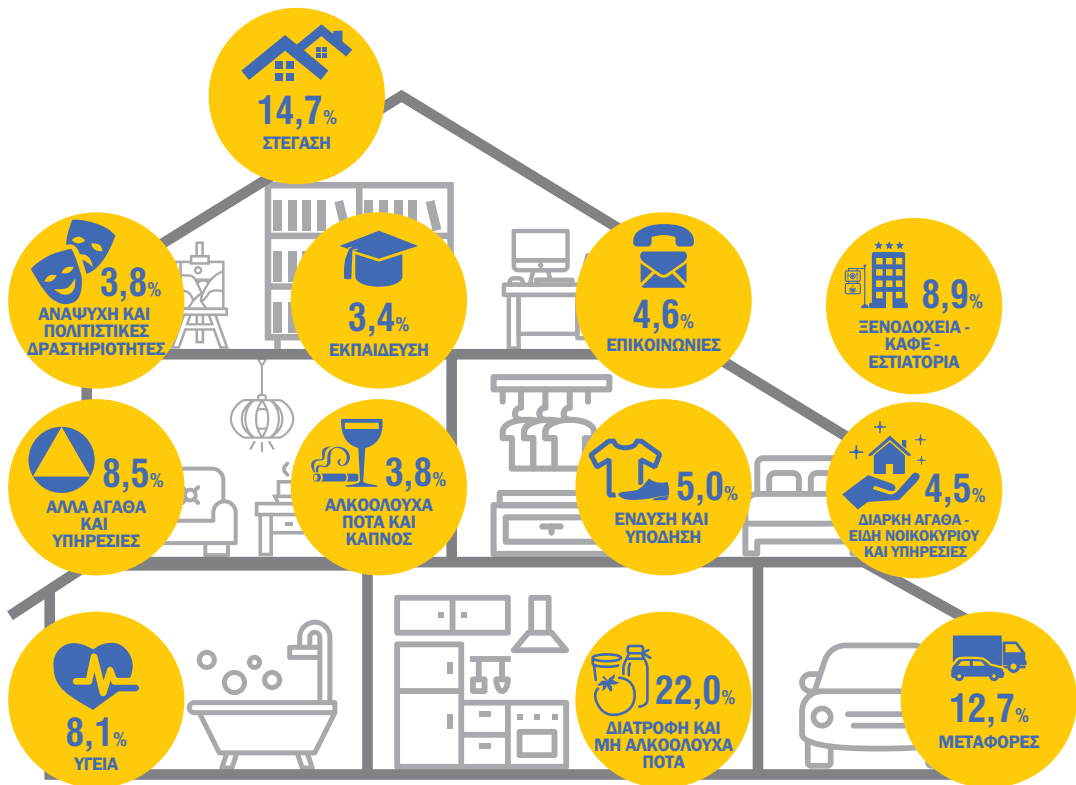 14,7%
ΣΤΕΓΑΣΗ
3,8%
ΑΝΑΨΥΧΗ ΚΑΙ
ΠΟΛΙΤΙΣΤΙΚΕΣ
ΔΡΑΣΤΗΡΙΟΤΗΤΕΣ
3,4%
ΕΚΠΑΙΔΕΥΣΗ
4,6%
ΕΠΙΚΟΙΝΩΝΙΕΣ
8,9%
ΞΕΝΟΔΟΧΕΙΑ -
ΚΑΦΕ -
ΕΣΤΙΑΤΟΡΙΑ
8,5%
ΑΛΛΑ ΑΓΑΘΑ
ΚΑΙ
ΥΠΗΡΕΣΙΕΣ
3,8%
ΑΛΚΟΟΛΟΥΧΑ
ΠΟΤΑ ΚΑΙ
ΚΑΠΝΟΣ
5,0%
ΕΝΔΥΣΗ ΚΑΙ
ΥΠΟΔΗΣΗ
4,5%
ΔΙΑΡΚΗ ΑΓΑΘΑ -
ΕΙΔΗ ΝΟΙΚΟΚΥΡΙΟΥ
ΚΑΙ ΥΠΗΡΕΣΙΕΣ
8,1%
ΥΓΕΙΑ
22,0%
ΔΙΑΤΡΟΦΗ ΚΑΙ
ΜΗ ΑΛΚΟΟΛΟΥΧΑ
ΠΟΤΑ
12,7%
ΜΕΤΑΦΟΡΕΣ